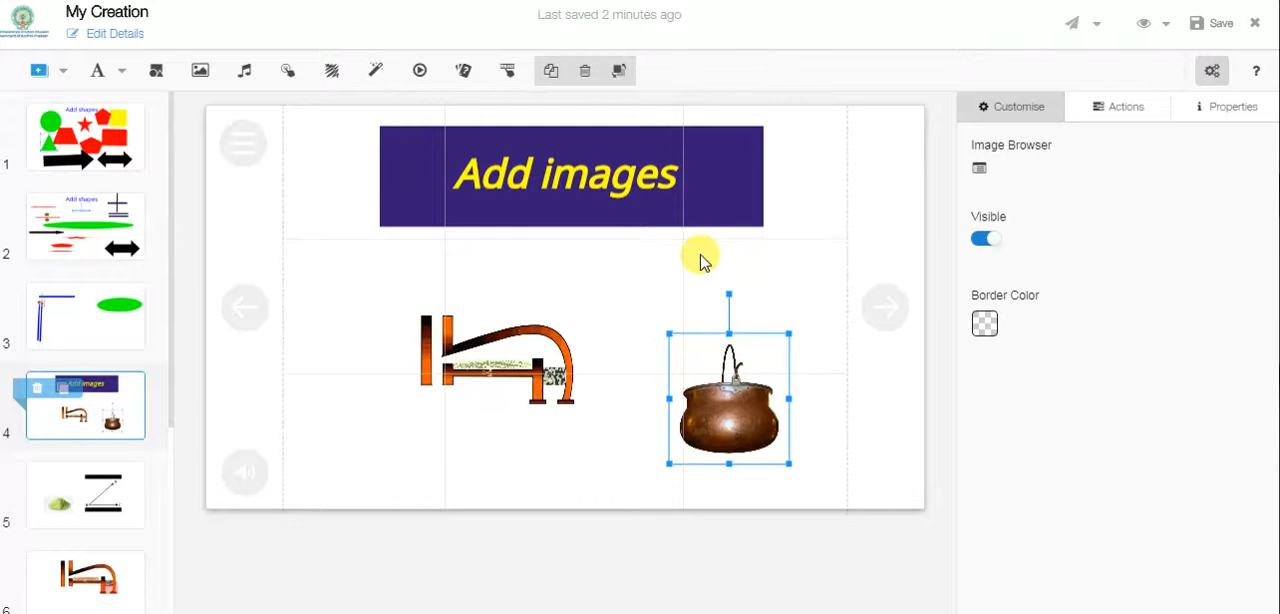 My Creation
Edit Details
Last saved 2 minutes ago
Save
A
?
Customise
Actions
Properties
Image Browser
Visible
Border Color
Add images
Add shapes
1
Add shapes
2
3
Add images
4
5
6